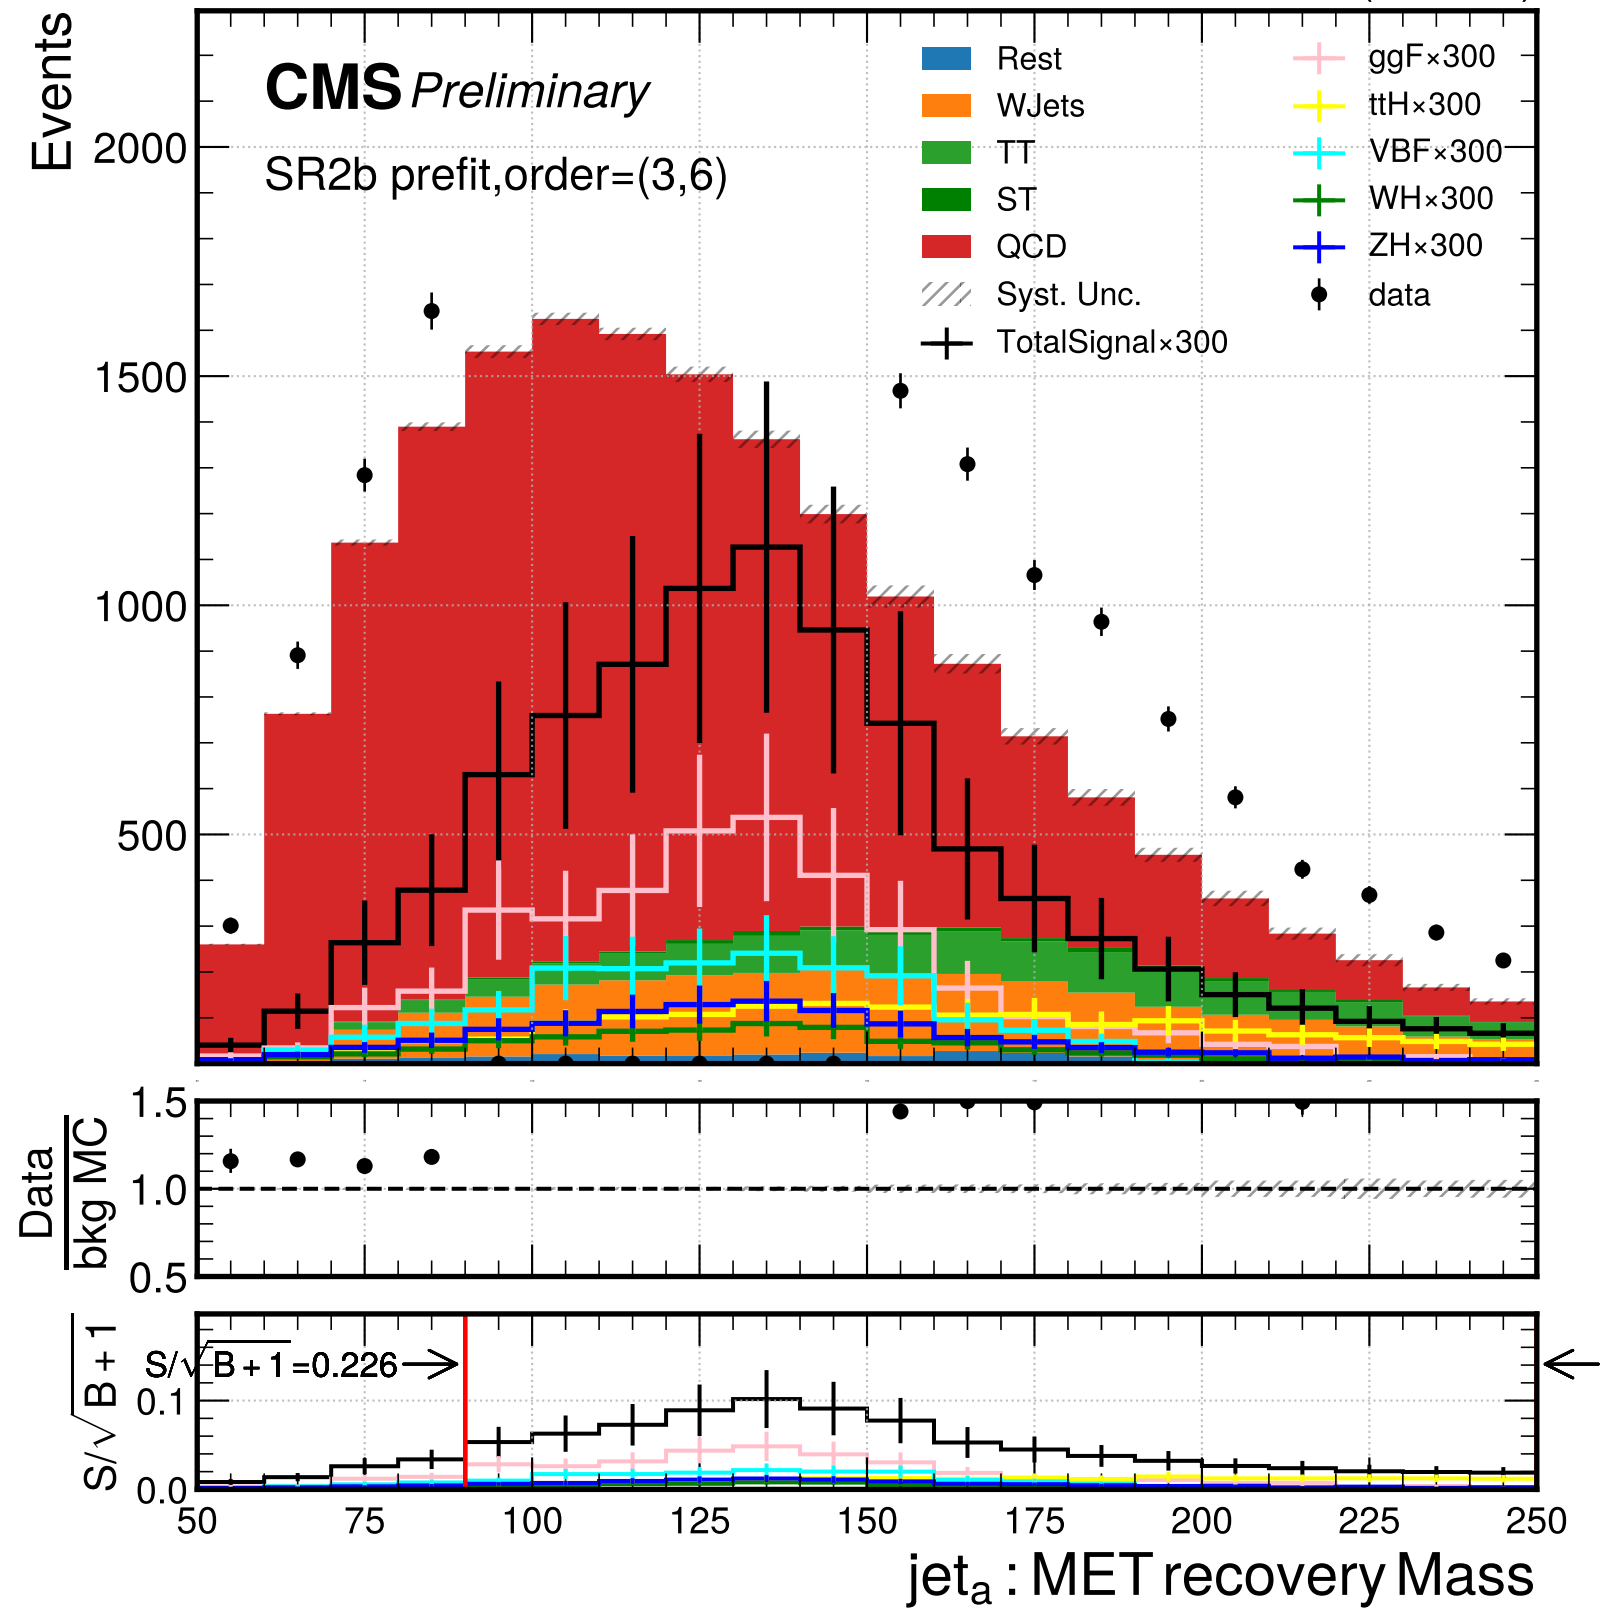 Events
2000
1500
1000
500
CMS Preliminary
SR2b prefit,order=(3,6)
Rest
WJets
TT
ST
QCD
Syst. Unc.
TotalSignal×300
ggF×300
ttH×300
VBF×300
WH×300
ZH×300
data
Data
bkg MC
1.5
1.0
0.5
S/√B + 1
S/√B + 1=0.226
0.1
0.0
50 75 100 125 150 175 200 225 250
jetₐ : MET recovery Mass